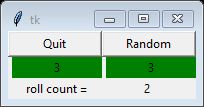 tk
Quit Random
3 3
roll count = 2